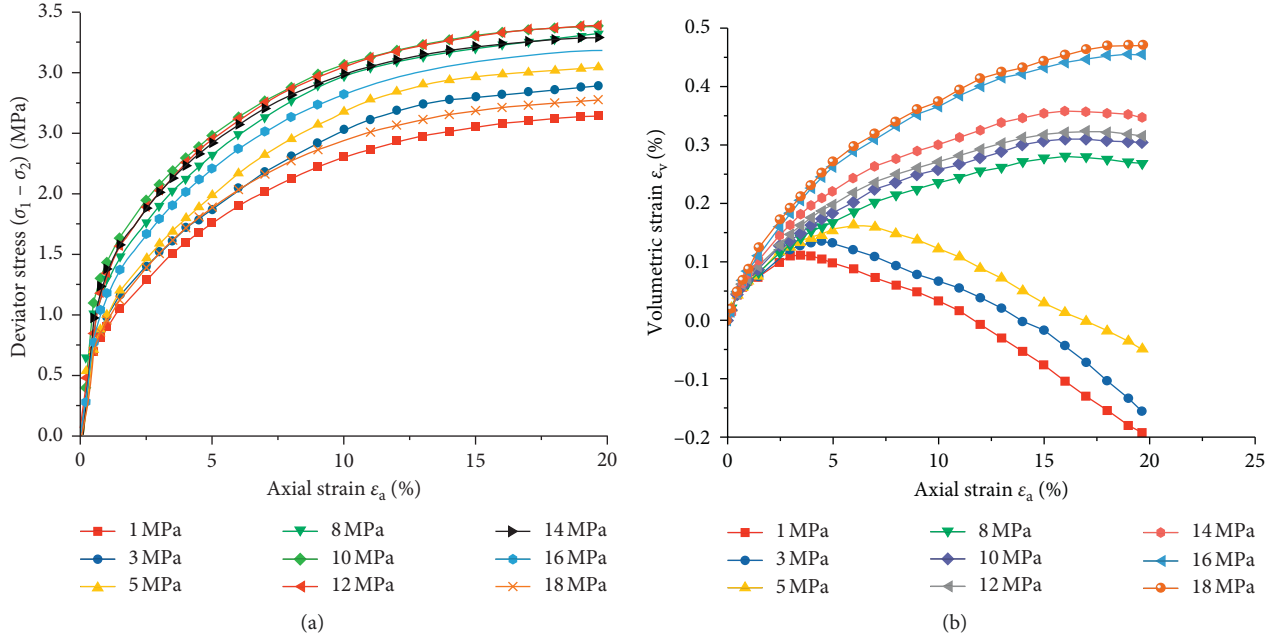 Deviator stress (σ1 – σ2) (MPa)
3.5
3.0
3.0
2.0
1.5
1.0
0.5
0.0
0
5
10
15
20
Axial strain εa (%)
1 MPa
3 MPa
5 MPa
8 MPa
10 MPa
12 MPa
14 MPa
16 MPa
18 MPa
(a)
Volumetric strain εv (%)
0.5
0.4
0.3
0.2
0.1
0.0
–0.1
–0.2
0
5
10
15
20
25
Axial strain εa (%)
1 MPa
3 MPa
5 MPa
8 MPa
10 MPa
12 MPa
14 MPa
16 MPa
18 MPa
(b)